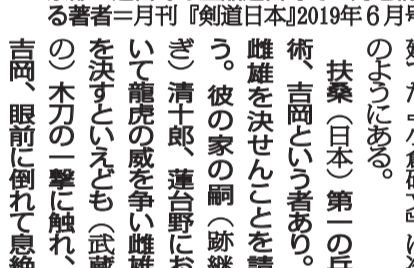 る著者=月刊『剣道日本』2019年6月号
のようにある。
扶桑(日本)第一の兵
術、吉岡という者あり。
雌雄を決せんことを請
う。彼の家の嗣(跡継
ぎ)清十郎、蓮台野にお
いて龍虎の威を争い雌雄
を決すといえども(武蔵
の)木刀の一撃に触れ、
吉岡、眼前に倒れて息絶